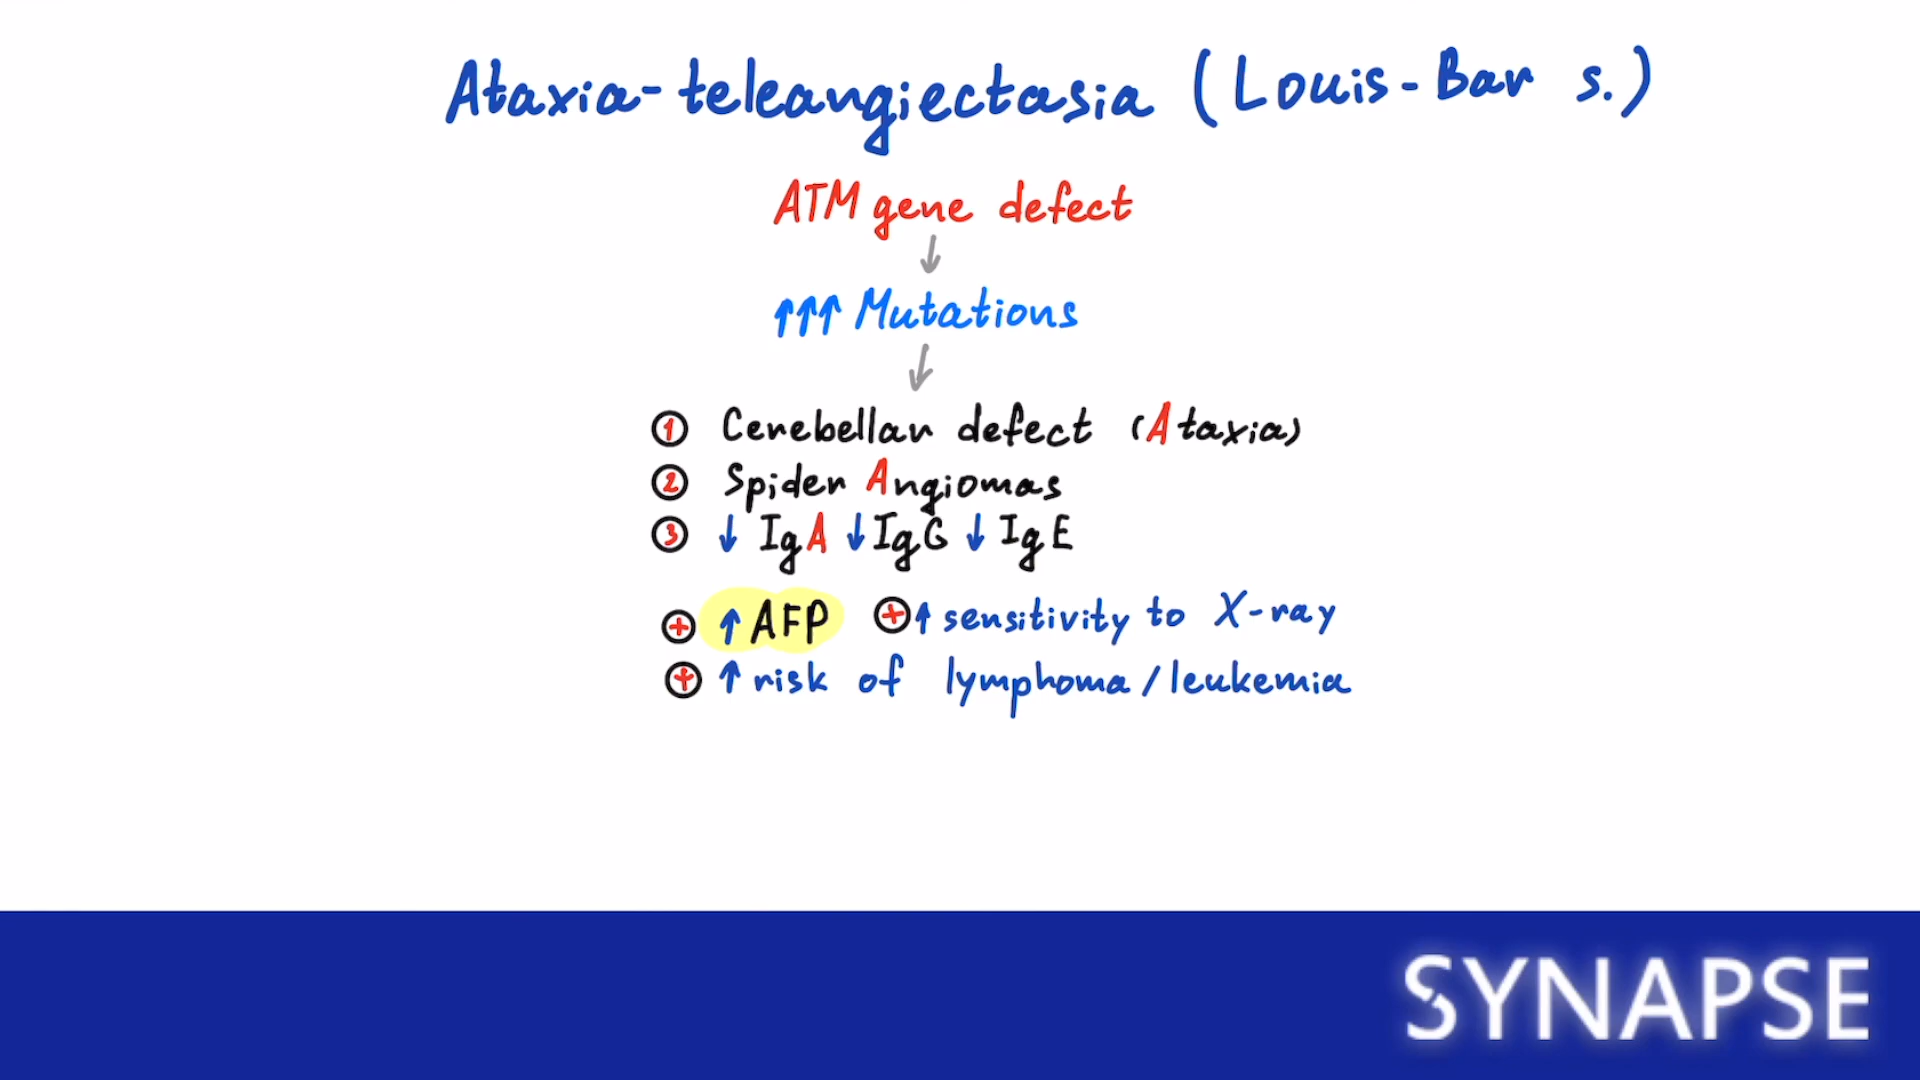 Ataxia-teleangiectasia (Louis-Bar s.)
ATM gene defect
↓
↑↑↑ Mutations
↓
① Cerebellar defect (Ataxia)
② Spider Angiomas
③ ↓ IgA ↓ IgG ↓ IgE
⊕ ↑ AFP ⊕ ↑ sensitivity to X-ray
⊕ ↑ risk of lymphoma/leukemia
SYNAPSE